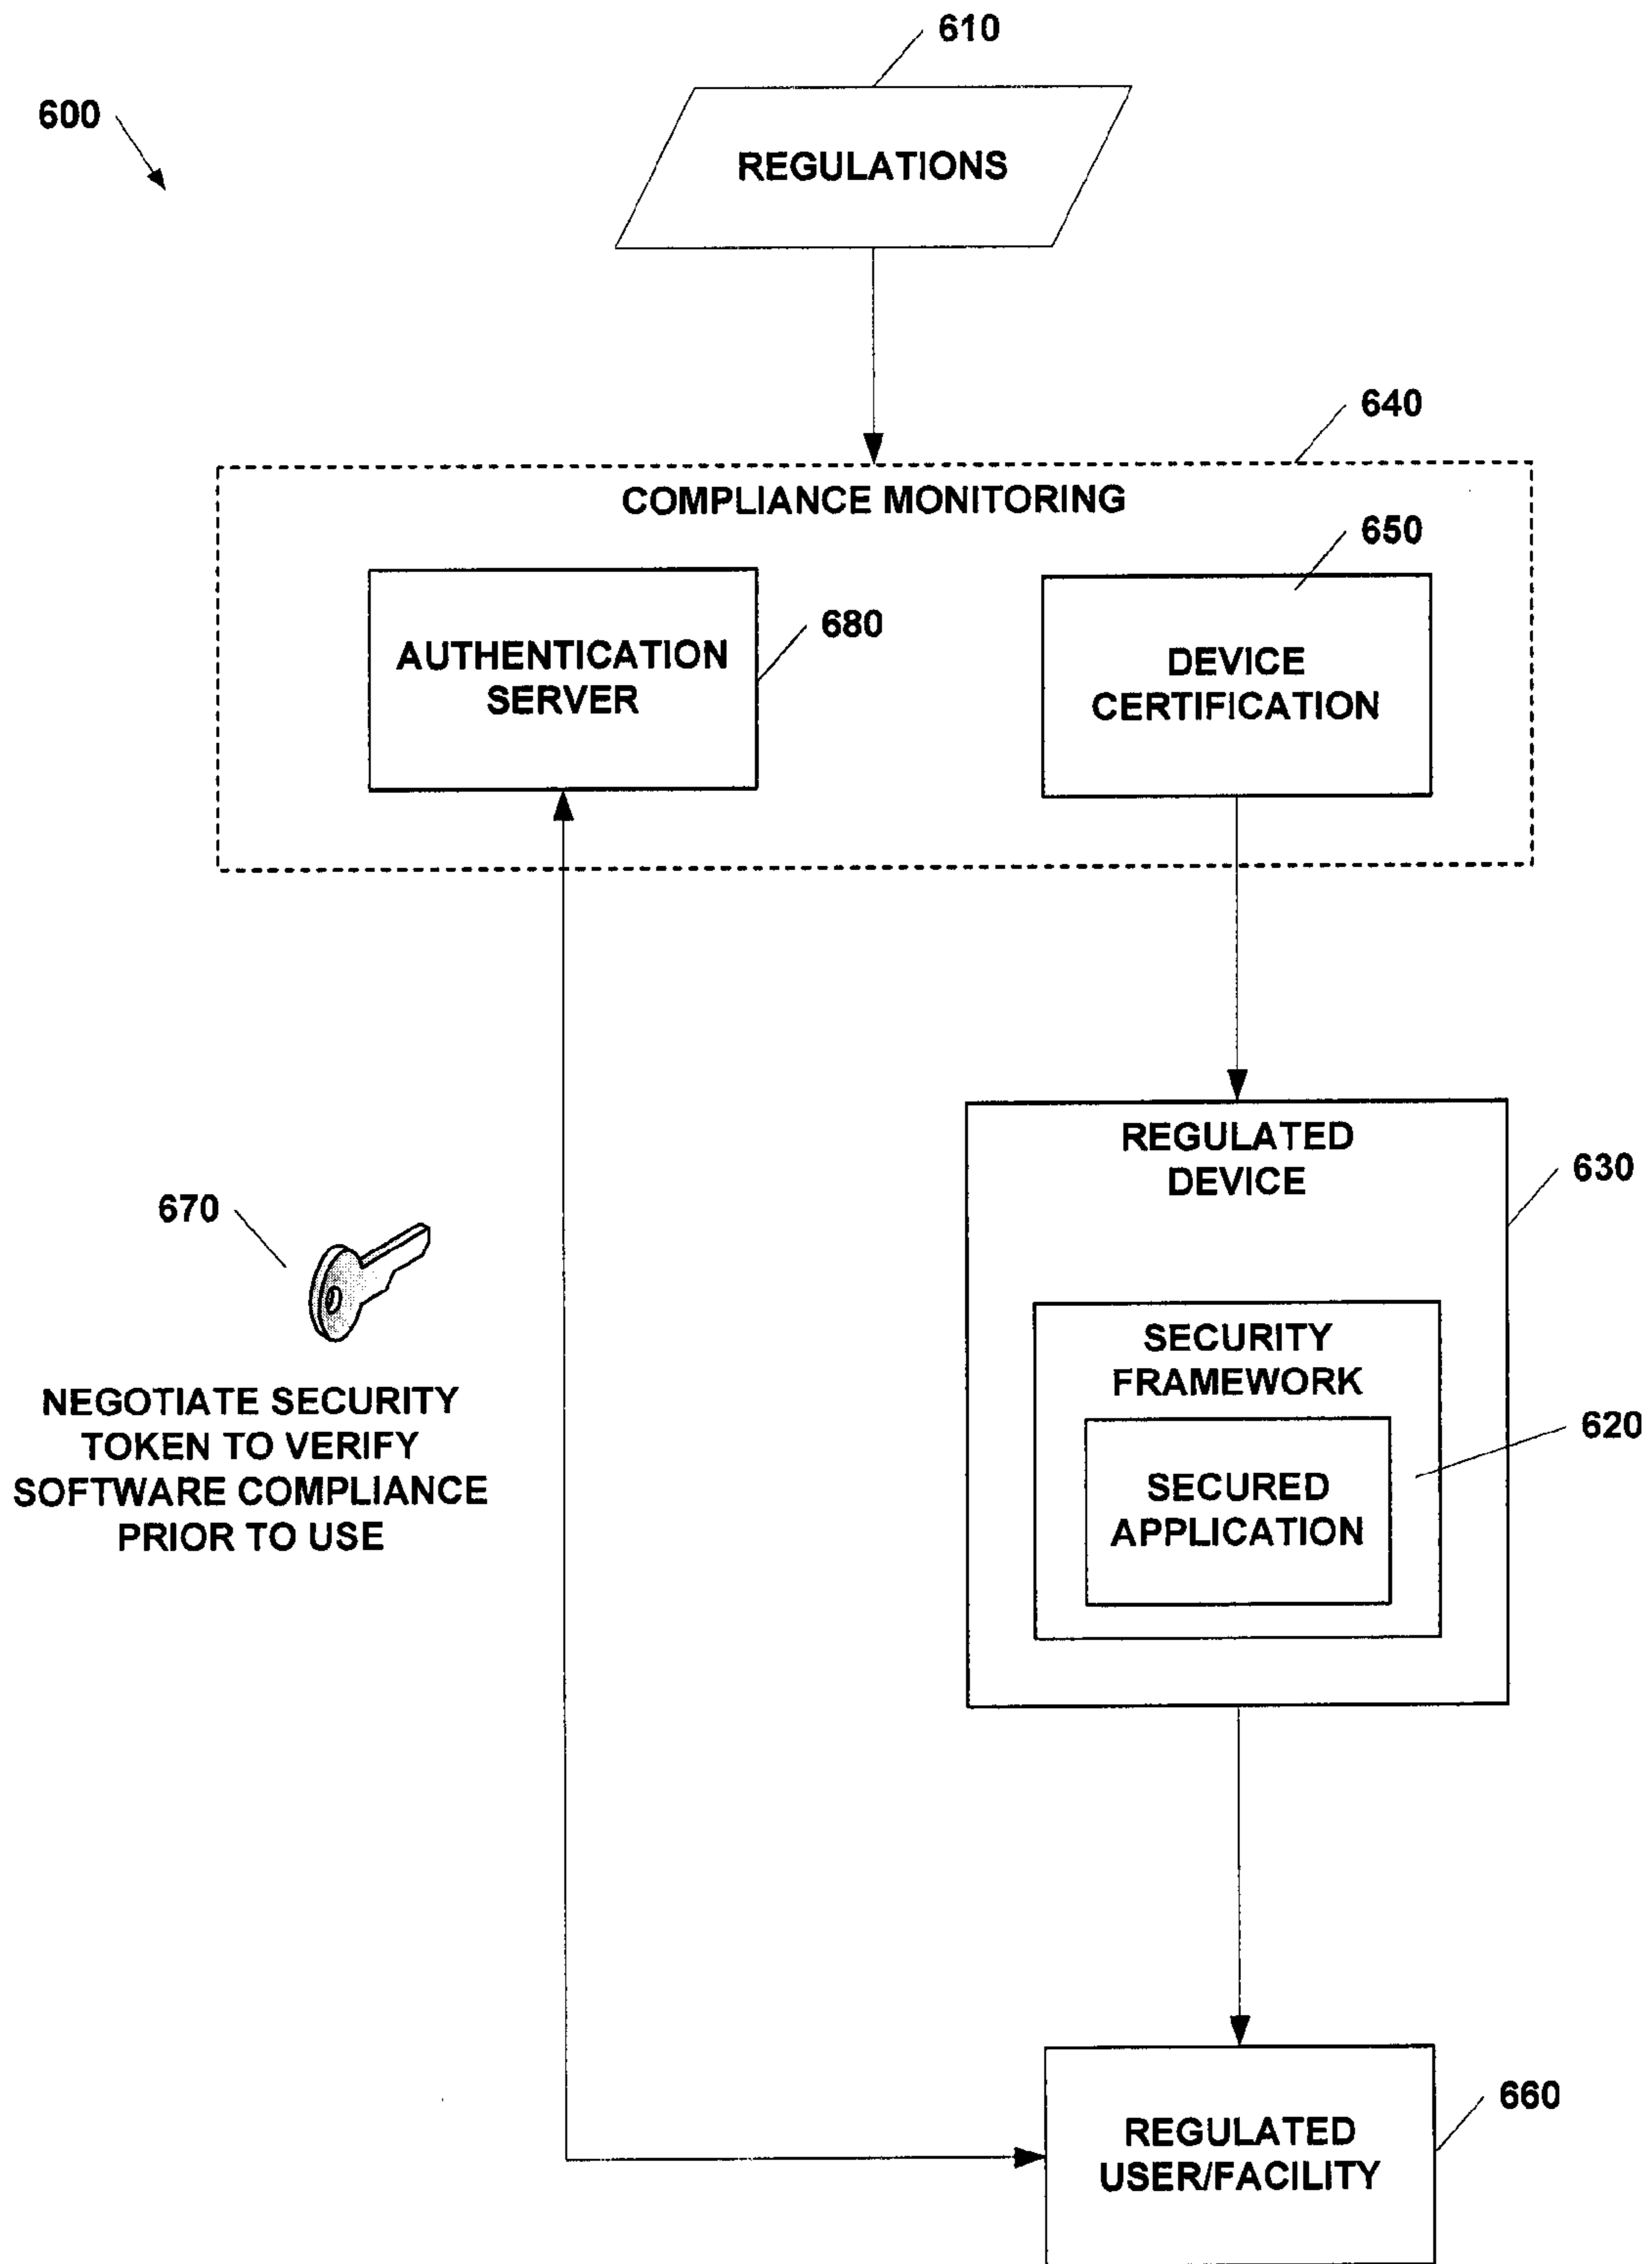 610
600
REGULATIONS
640
COMPLIANCE MONITORING
650
680
AUTHENTICATION
SERVER
DEVICE
CERTIFICATION
REGULATED
DEVICE
630
670
SECURITY
FRAMEWORK
620
NEGOTIATE SECURITY
TOKEN TO VERIFY
SOFTWARE COMPLIANCE
PRIOR TO USE
SECURED
APPLICATION
660
REGULATED
USER/FACILITY